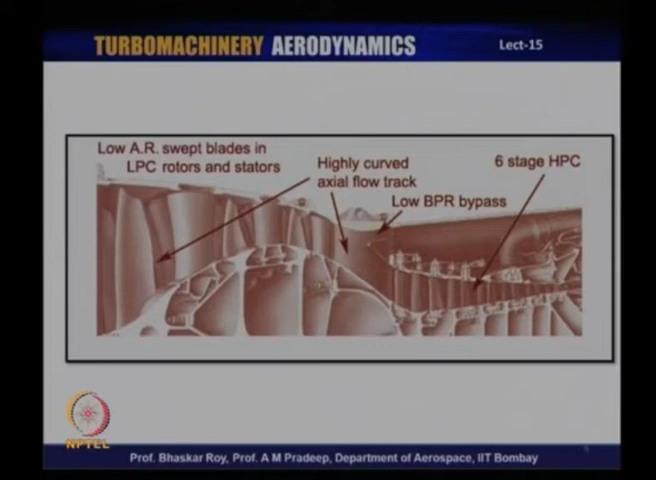 TURBOMACHINERY AERODYNAMICS
Lect-15
Low A.R. swept blades in
LPC rotors and stators
Highly curved
axial flow track
6 stage HPC
Low BPR bypass
NPTEL
Prof. Bhaskar Roy, Prof. A M Pradeep, Department of Aerospace, IIT Bombay